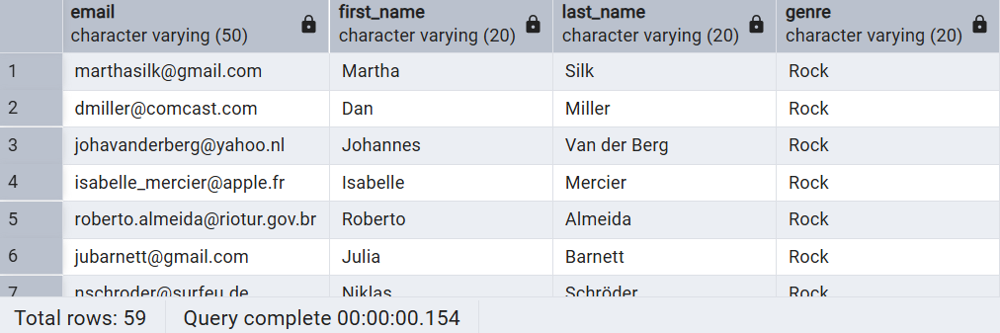 email first_name last_name genre
character varying (50) character varying (20) character varying (20) character varying (20)
1 marthasilk@gmail.com Martha Silk Rock
2 dmiller@comcast.com Dan Miller Rock
3 johavanderberg@yahoo.nl Johannes Van der Berg Rock
4 isabelle_mercier@apple.fr Isabelle Mercier Rock
5 roberto.almeida@riotur.gov.br Roberto Almeida Rock
6 jubarnett@gmail.com Julia Barnett Rock
7 nschroder@surfeu.de Niklas Schröder Rock
Total rows: 59 Query complete 00:00:00.154